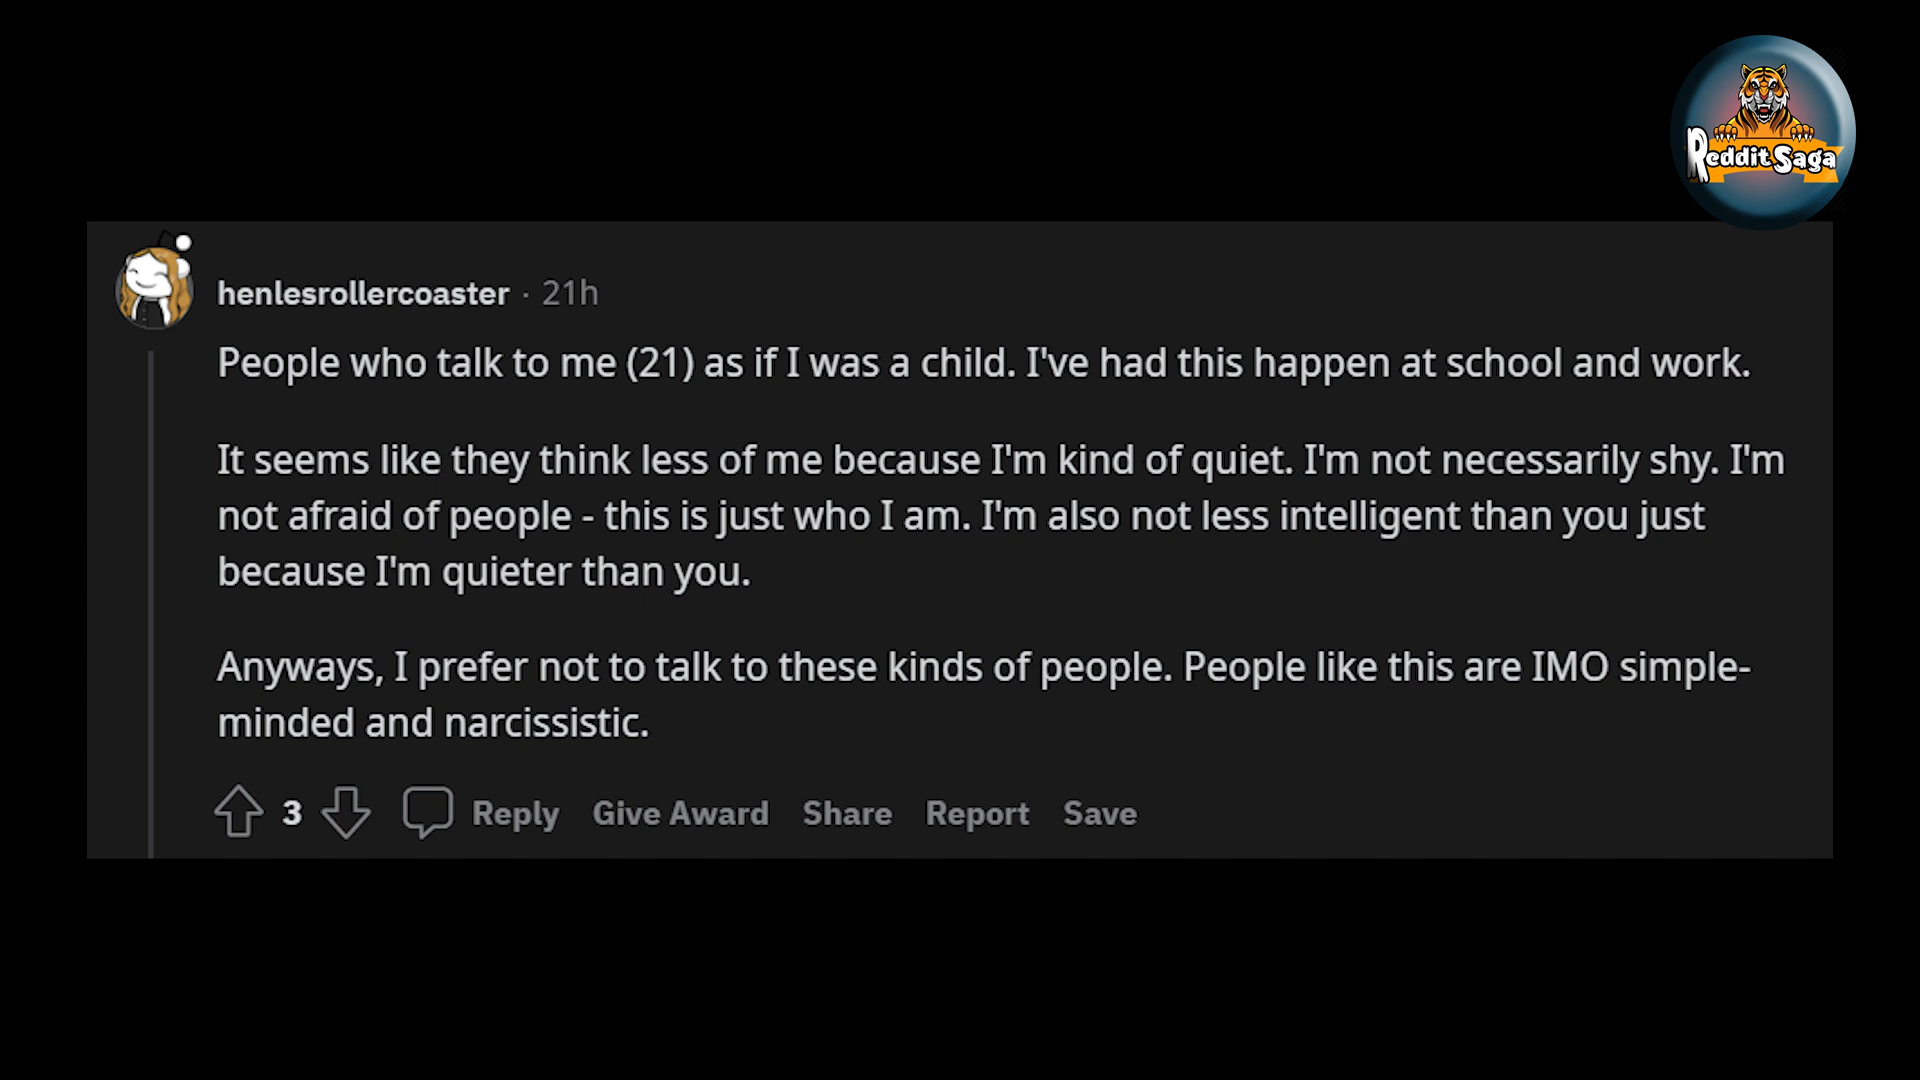 Reddit Saga
henlesrollercoaster · 21h
People who talk to me (21) as if I was a child. I've had this happen at school and work.
It seems like they think less of me because I'm kind of quiet. I'm not necessarily shy. I'm
not afraid of people - this is just who I am. I'm also not less intelligent than you just
because I'm quieter than you.
Anyways, I prefer not to talk to these kinds of people. People like this are IMO simple-
minded and narcissistic.
3 Reply Give Award Share Report Save